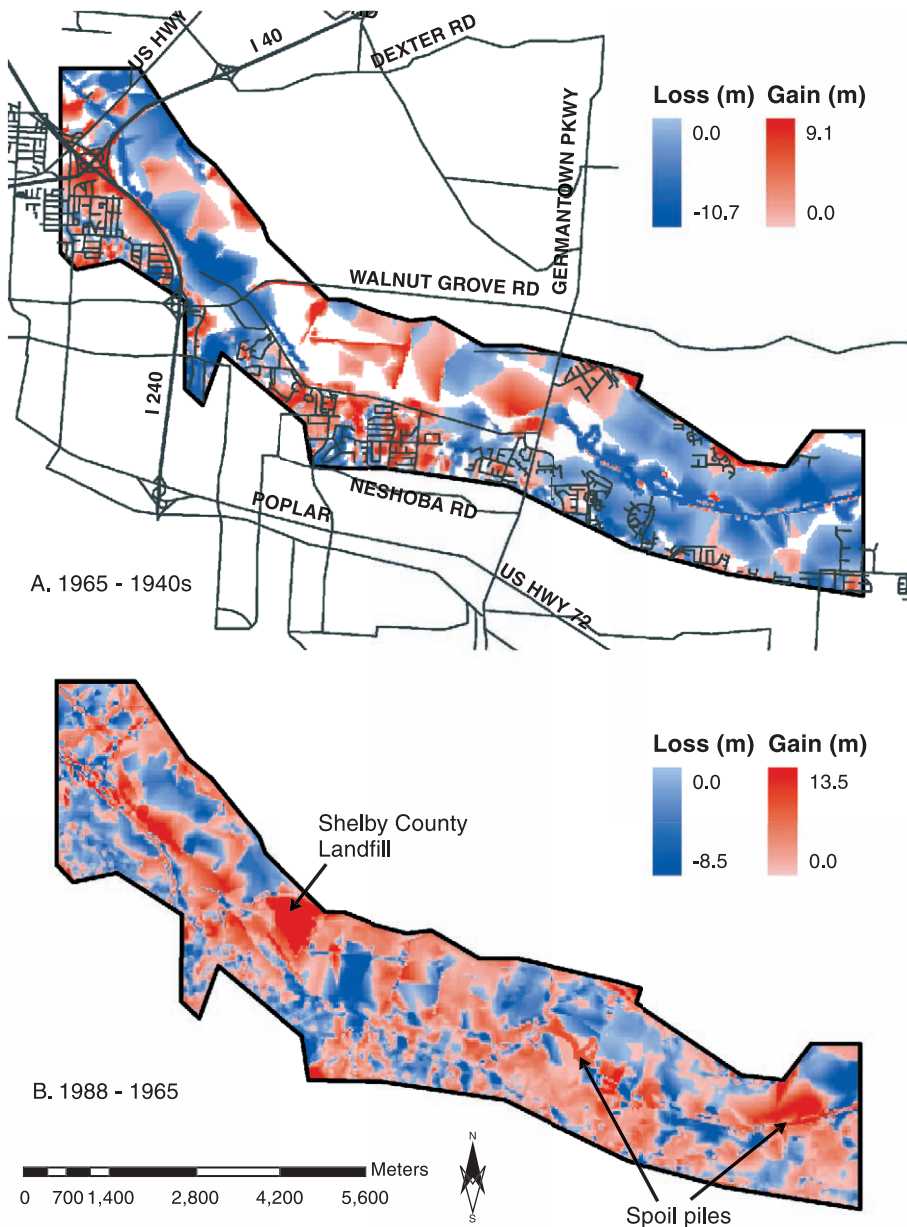 US HWY
I 40
RD
DEXTER RD
GERMANTOWN PKWY
Loss (m) Gain (m)
0.0 9.1
-10.7 0.0
WALNUT GROVE RD
I 240
NESHOBA RD
POPLAR
US HWY 72
A. 1965 - 1940s
Loss (m) Gain (m)
0.0 13.5
-8.5 0.0
Shelby County
Landfill
B. 1988 - 1965
Meters
0 700 1,400 2,800 4,200 5,600
N
S
Spoil piles